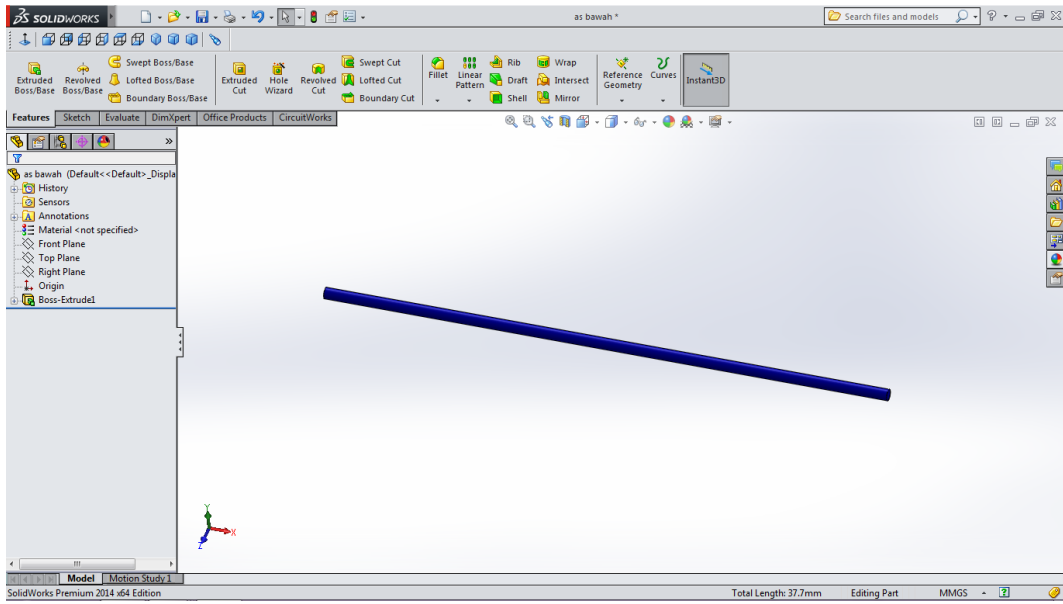 SOLIDWORKS
as bawah *
Search files and models
Extruded Boss/Base
Revolved Boss/Base
Swept Boss/Base
Lofted Boss/Base
Boundary Boss/Base
Extruded Cut
Hole Wizard
Revolved Cut
Swept Cut
Lofted Cut
Boundary Cut
Fillet
Linear Pattern
Rib
Draft
Shell
Wrap
Intersect
Mirror
Reference Geometry
Curves
Instant3D
Features Sketch Evaluate DimXpert Office Products CircuitWorks
as bawah (Default<<Default>_Displa
History
Sensors
A Annotations
Material <not specified>
Front Plane
Top Plane
Right Plane
Origin
Boss-Extrude1
Y
X
Z
Model Motion Study 1
SolidWorks Premium 2014 x64 Edition Total Length: 37.7mm Editing Part MMGS